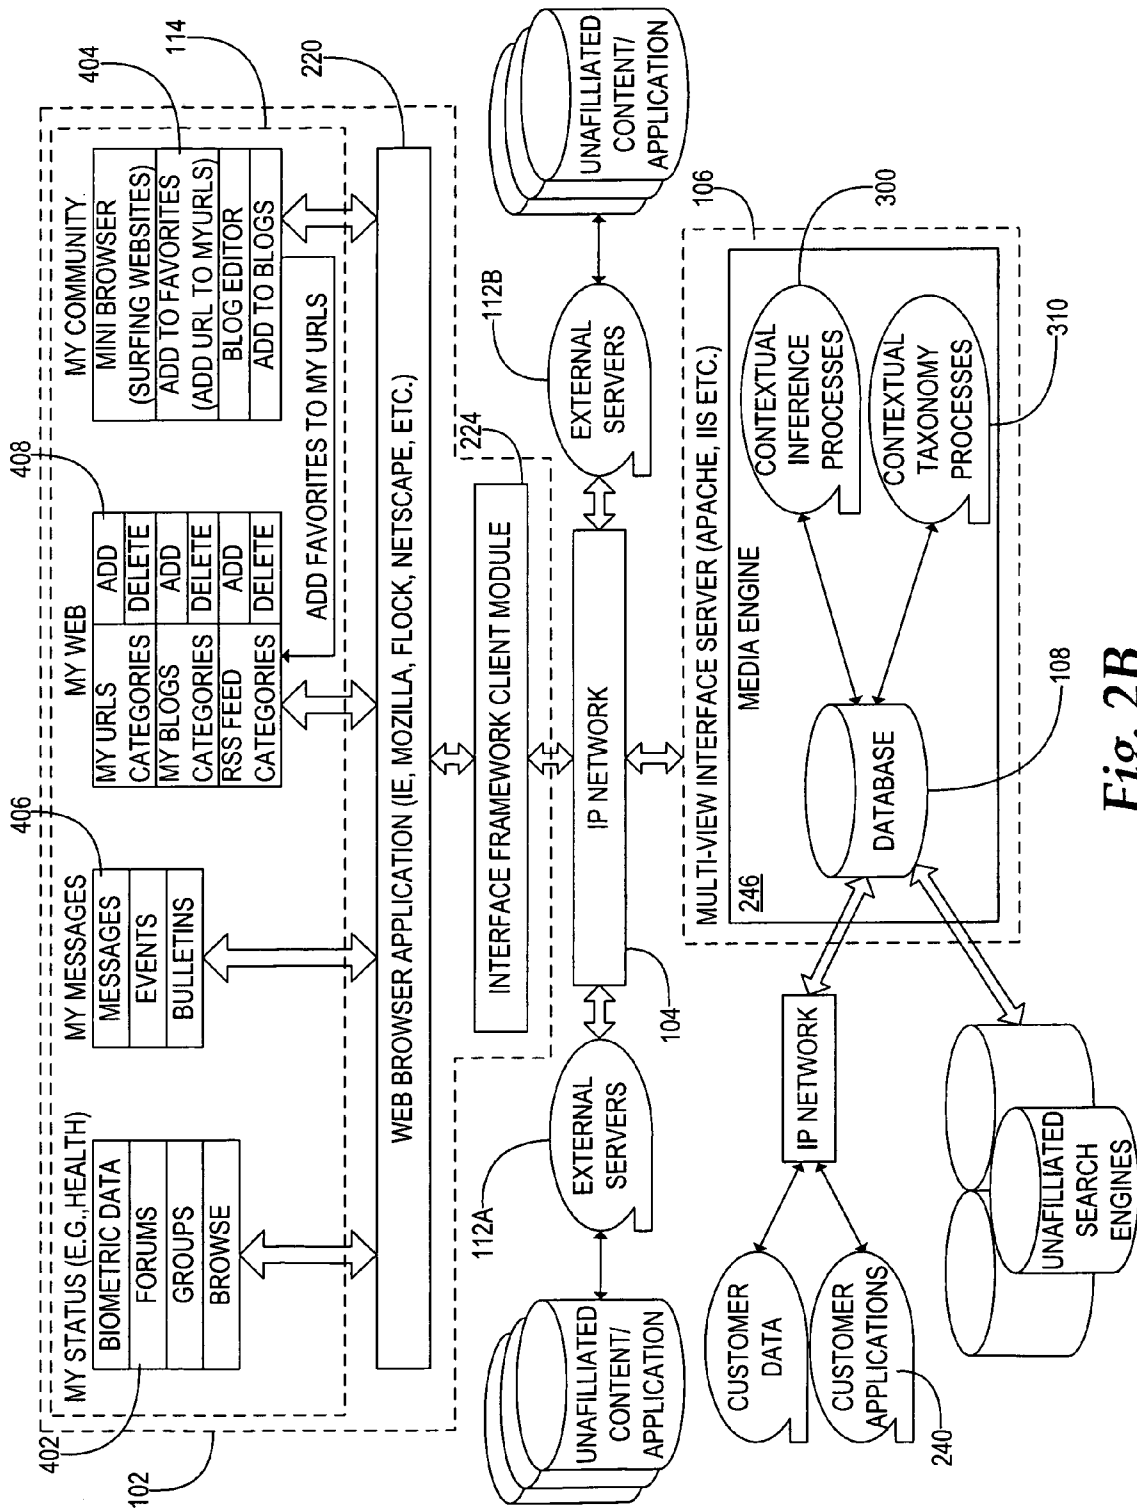 102
402
MY STATUS (E.G.,HEALTH)
BIOMETRIC DATA
FORUMS
GROUPS
BROWSE
406
MY MESSAGES
MESSAGES
EVENTS
BULLETINS
408
MY WEB
MY URLS
CATEGORIES
ADD
DELETE
MY BLOGS
CATEGORIES
ADD
DELETE
RSS FEED
CATEGORIES
ADD
DELETE
ADD FAVORITES TO MY URLS
MY COMMUNITY
MINI BROWSER
(SURFING WEBSITES)
ADD TO FAVORITES
(ADD URL TO MYURLS)
BLOG EDITOR
ADD TO BLOGS
114
404
220
WEB BROWSER APPLICATION (IE, MOZILLA, FLOCK, NETSCAPE, ETC.)
INTERFACE FRAMEWORK CLIENT MODULE
224
UNAFILLIATED
CONTENT/
APPLICATION
112A
EXTERNAL
SERVERS
IP NETWORK
104
112B
EXTERNAL
SERVERS
UNAFILLIATED
CONTENT/
APPLICATION
106
MULTI-VIEW INTERFACE SERVER (APACHE, IIS ETC.)
246
MEDIA ENGINE
DATABASE
108
CONTEXTUAL
INFERENCE
PROCESSES
300
CONTEXTUAL
TAXONOMY
PROCESSES
310
CUSTOMER
DATA
CUSTOMER
APPLICATIONS
240
IP NETWORK
UNAFILLIATED
SEARCH
ENGINES
Fig. 2B